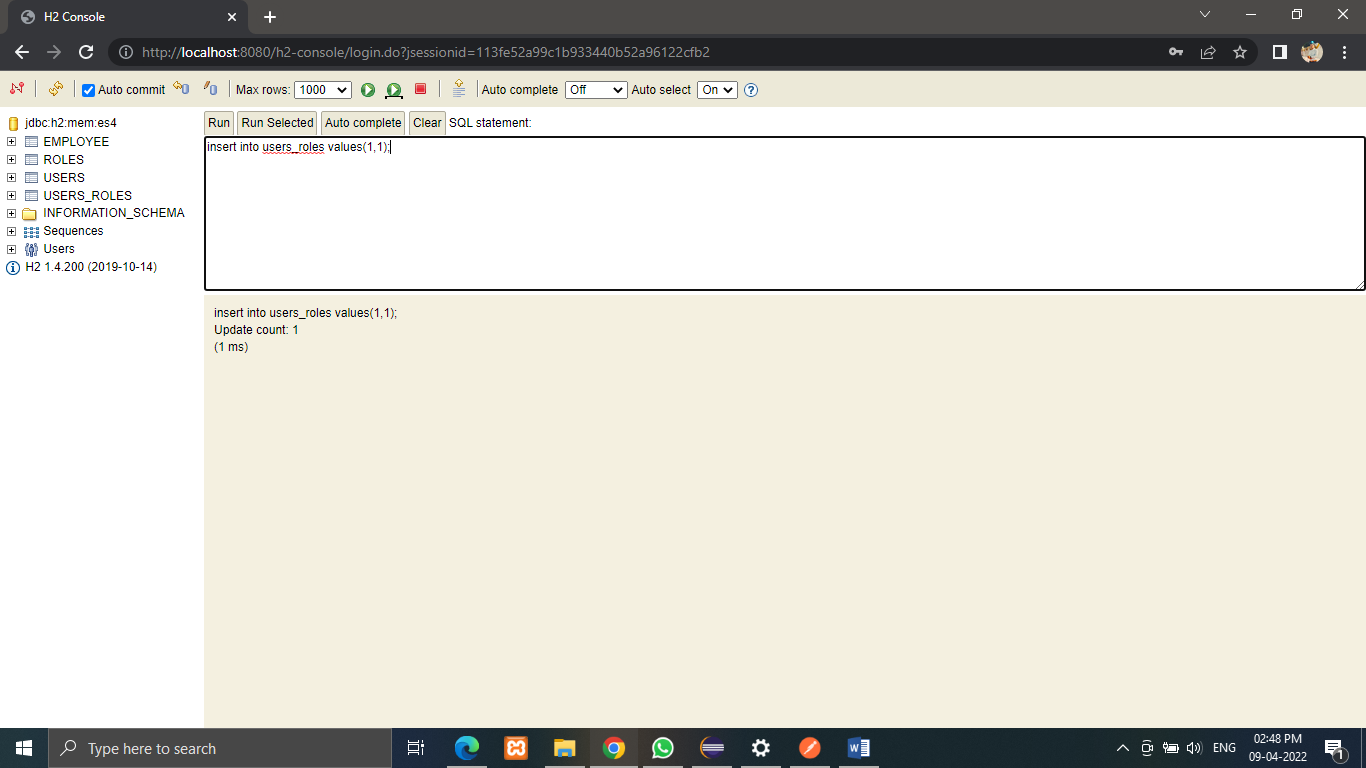 H2 Console
http://localhost:8080/h2-console/login.do?jsessionid=113fe52a99c1b933440b52a96122cfb2
Auto commit Max rows: 1000 Auto complete Off Auto select On
jdbc:h2:mem:es4
EMPLOYEE
ROLES
USERS
USERS_ROLES
INFORMATION_SCHEMA
Sequences
Users
H2 1.4.200 (2019-10-14)
Run Run Selected Auto complete Clear SQL statement:
insert into users_roles values(1,1);
insert into users_roles values(1,1);
Update count: 1
(1 ms)
Type here to search
ENG
02:48 PM
09-04-2022
1